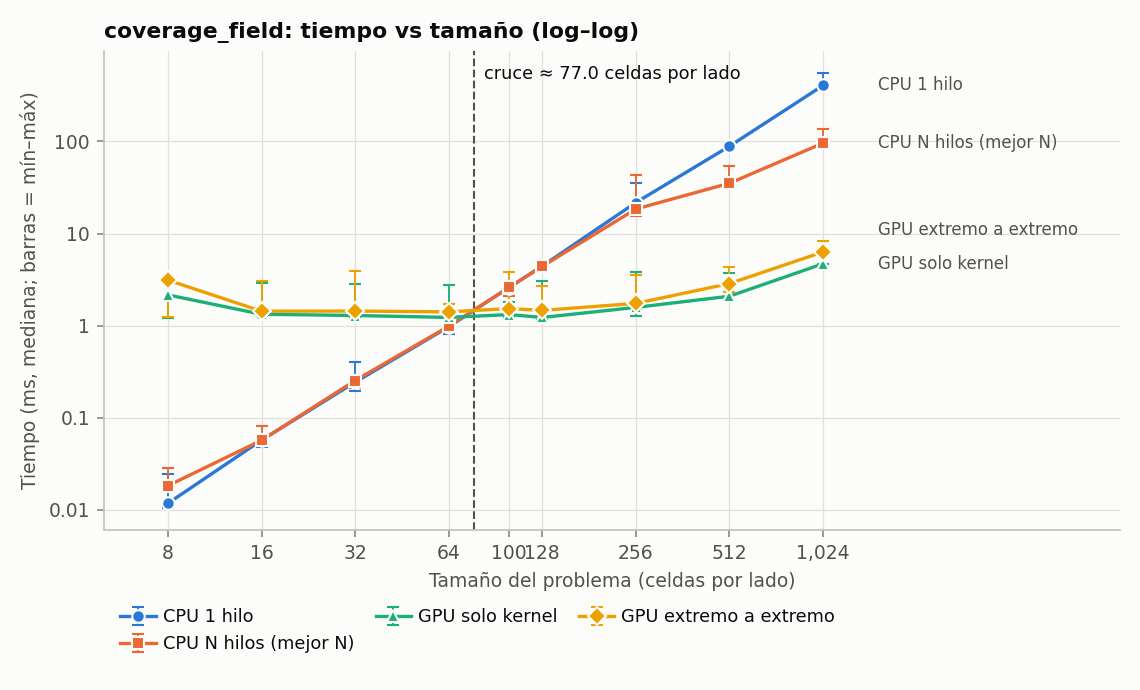 coverage_field: tiempo vs tamaño (log–log)
cruce ≈ 77.0 celdas por lado
CPU 1 hilo
CPU N hilos (mejor N)
GPU extremo a extremo
GPU solo kernel
Tiempo (ms, mediana; barras = mín–máx)
100
10
1
0.1
0.01
8 16 32 64 100 128 256 512 1,024
Tamaño del problema (celdas por lado)
CPU 1 hilo GPU solo kernel GPU extremo a extremo
CPU N hilos (mejor N)